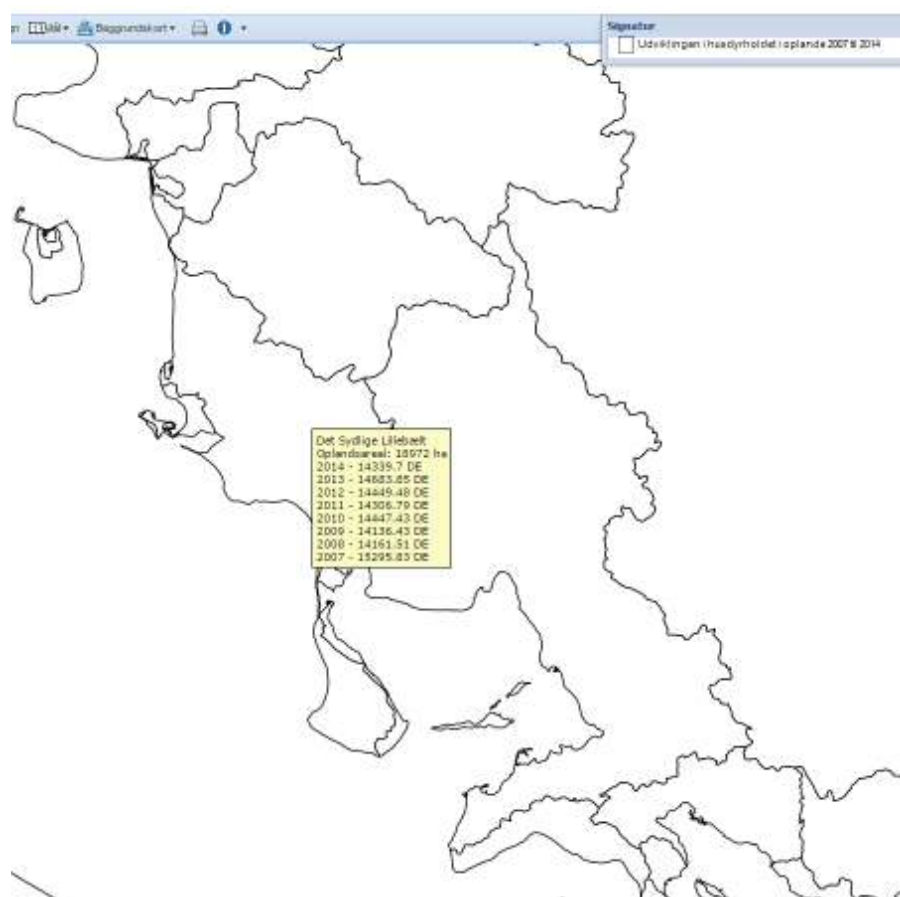 Baggrundskort
Signatur
Udviklingen i husdyrholdet i oplande 2007 til 2014
Det Sydlige Lillebælt
Oplandsareal: 18972 ha
2014 - 14339.7 DE
2013 - 14683.85 DE
2012 - 14449.48 DE
2011 - 14306.79 DE
2010 - 14447.43 DE
2009 - 14136.43 DE
2008 - 14161.51 DE
2007 - 15295.83 DE